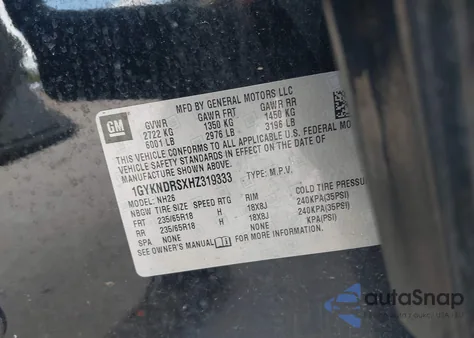 MFD BY GENERAL MOTORS LLC
GM GVWR GAWR FRT GAWR RR
2722 KG 1350 KG 1450 KG
6001 LB 2976 LB 3196 LB
THIS VEHICLE CONFORMS TO ALL APPLICABLE U.S. FEDERAL MO
VEHICLE SAFETY STANDARDS IN EFFECT ON THE DATE OF MANUFACTURE
1GYKNDRSXHZ319333 TYPE: M.P.V.
MODEL: NH26
NBGW TIRE SIZE SPEED RTG RIM COLD TIRE PRESSU
FRT 235/65R18 H 18X8J 240KPA(35PSI)
RR 235/65R18 H 18X8J 240KPA(35PSI)
SPA NONE NONE KPA(PSI)
SEE OWNER'S MANUAL FOR MORE INFORMATION.
autoSnap